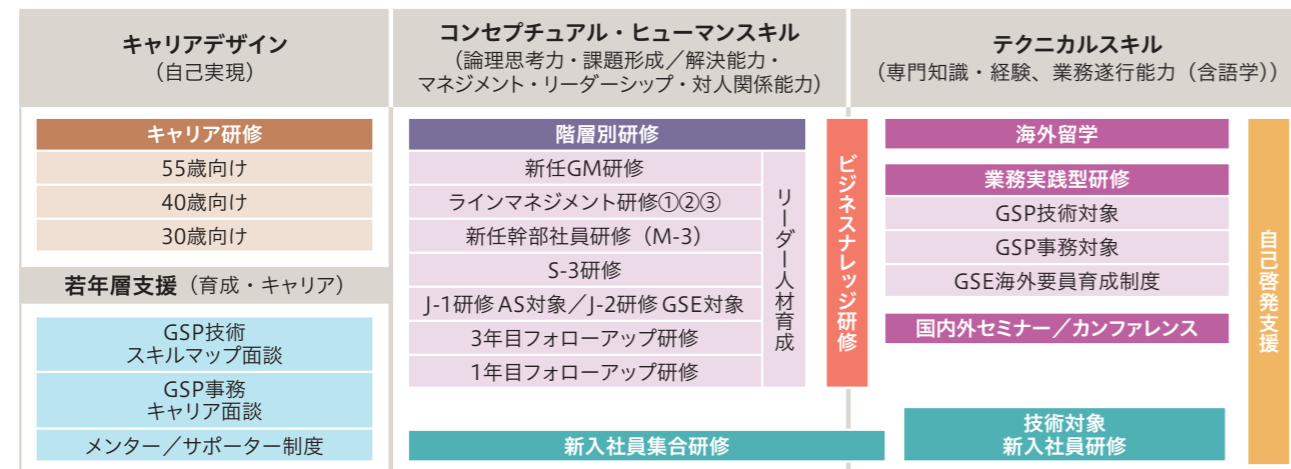 キャリアデザイン
(自己実現)
キャリア研修
55歳向け
40歳向け
30歳向け
若年層支援(育成・キャリア)
GSP技術
スキルマップ面談
GSP事務
キャリア面談
メンター/サポーター制度
コンセプチュアル・ヒューマンスキル
(論理思考力・課題形成/解決能力・
マネジメント・リーダーシップ・対人関係能力)
階層別研修
新任GM研修
ラインマネジメント研修①②③
新任幹部社員研修(M-3)
S-3研修
J-1研修 AS対象/J-2研修 GSE対象
3年目フォローアップ研修
1年目フォローアップ研修
リーダー人材育成
ビジネスナレッジ研修
新入社員集合研修
テクニカルスキル
(専門知識・経験、業務遂行能力(含語学))
海外留学
業務実践型研修
GSP技術対象
GSP事務対象
GSE海外要員育成制度
国内外セミナー/カンファレンス
技術対象
新入社員研修
自己啓発支援